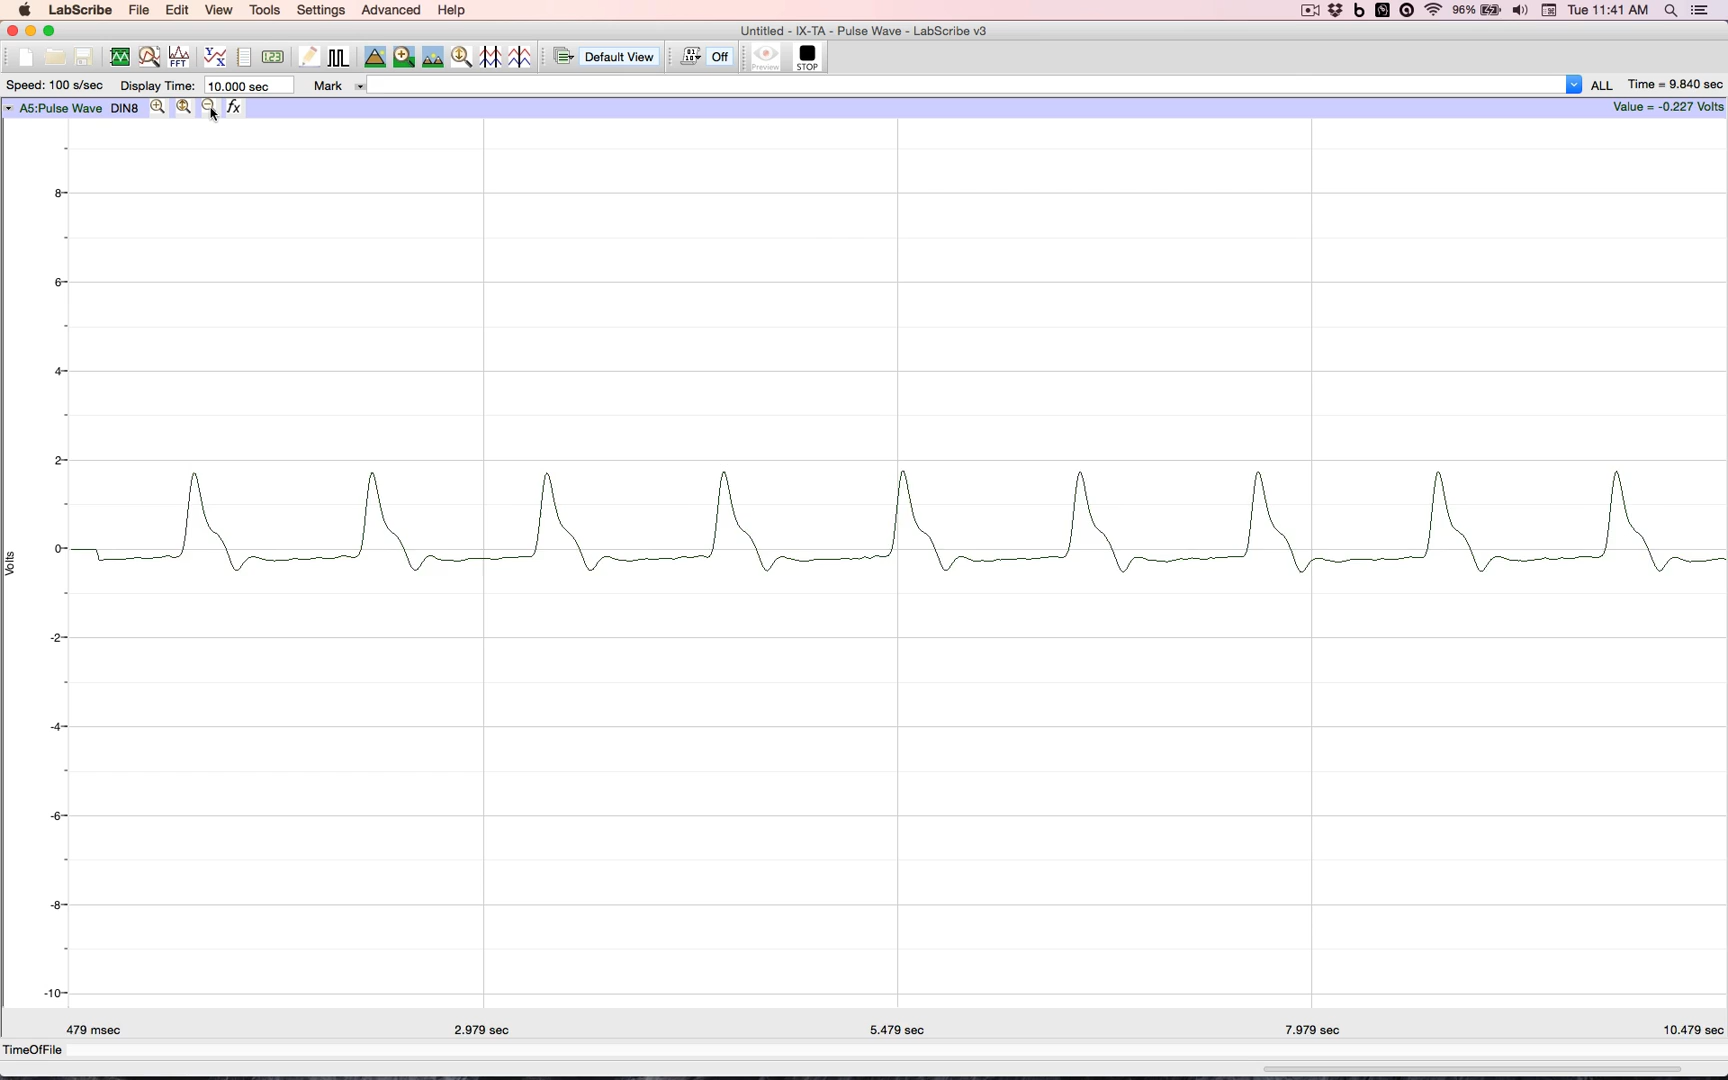 LabScribe File Edit View Tools Settings Advanced Help 96% Tue 11:41 AM
Untitled - IX-TA - Pulse Wave - LabScribe v3
FFT Y X 123 Default View Off Preview STOP
Speed: 100 s/sec Display Time: 10.000 sec Mark ALL Time = 9.840 sec
A5:Pulse Wave DIN8 fx Value = -0.227 Volts
8
6
4
2
0
Volts
-2
-4
-6
-8
-10
479 msec 2.979 sec 5.479 sec 7.979 sec 10.479 sec
TimeOfFile